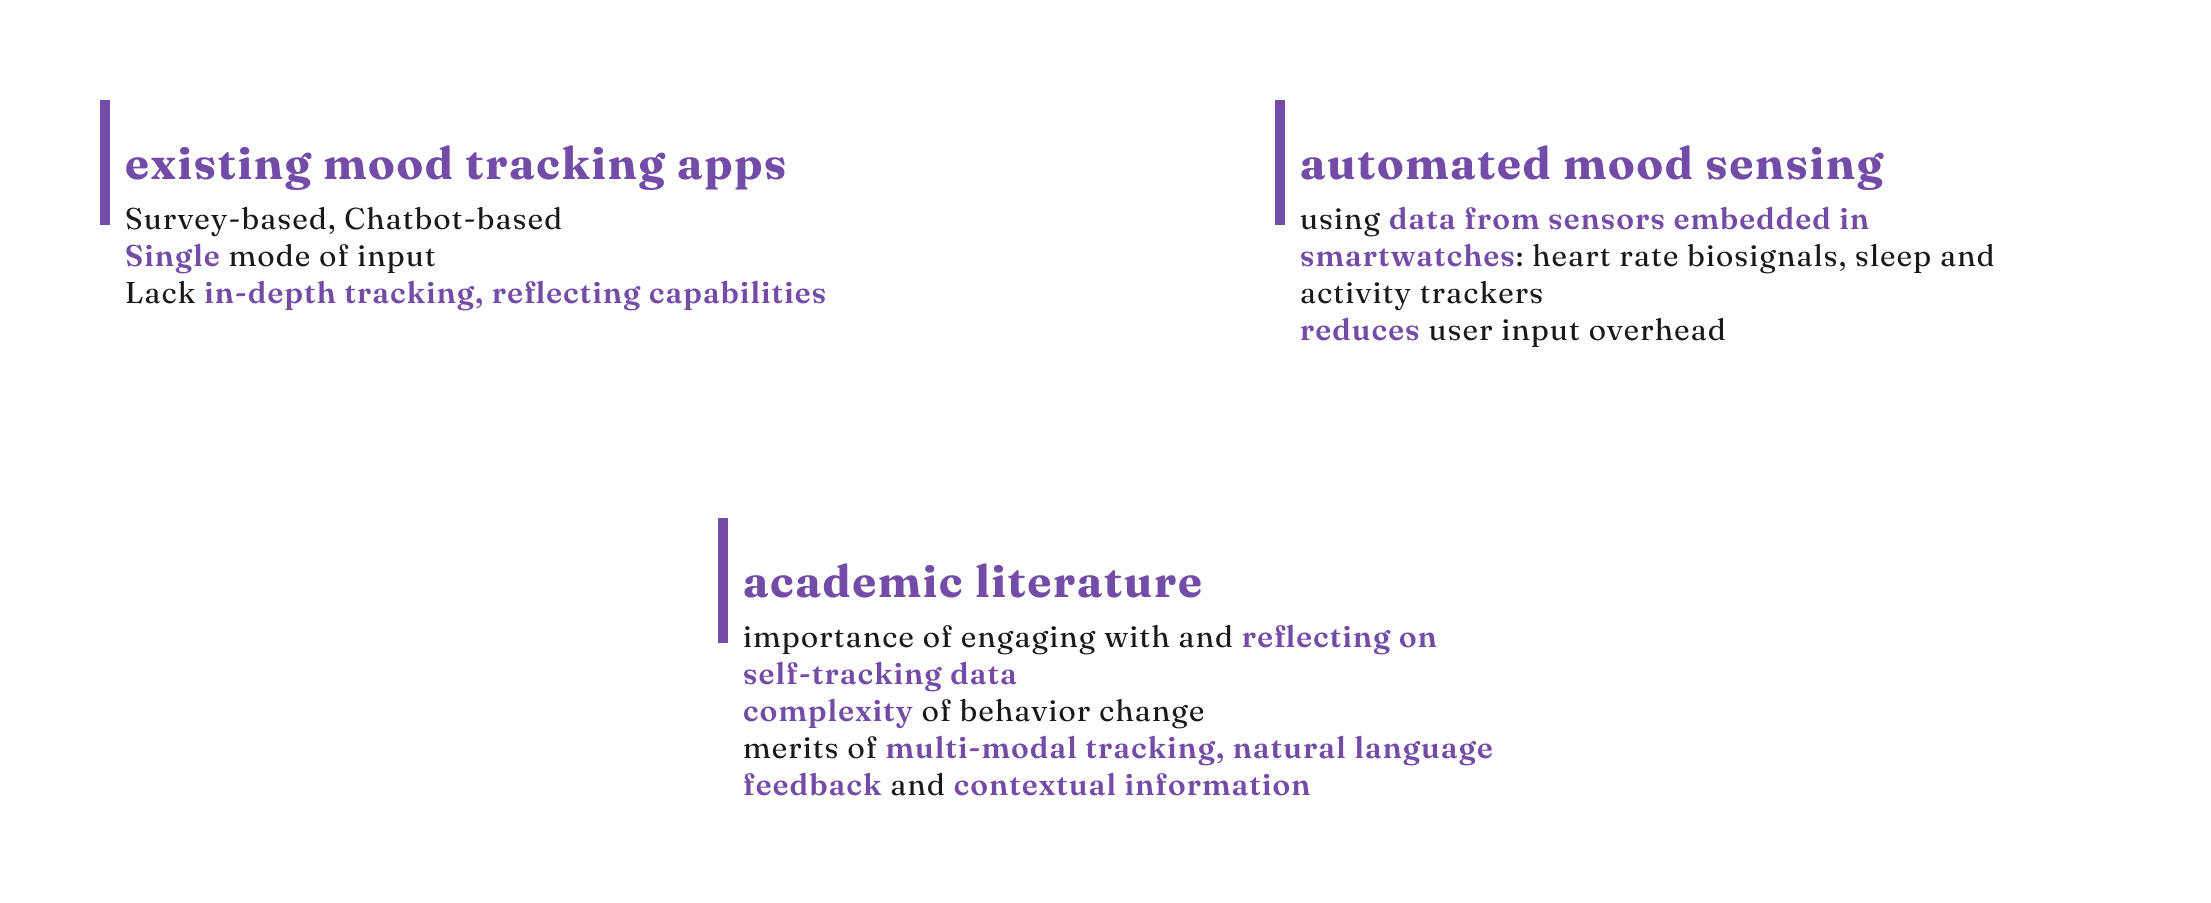 existing mood tracking apps
Survey-based, Chatbot-based
Single mode of input
Lack in-depth tracking, reflecting capabilities
automated mood sensing
using data from sensors embedded in
smartwatches: heart rate biosignals, sleep and
activity trackers
reduces user input overhead
academic literature
importance of engaging with and reflecting on
self-tracking data
complexity of behavior change
merits of multi-modal tracking, natural language
feedback and contextual information